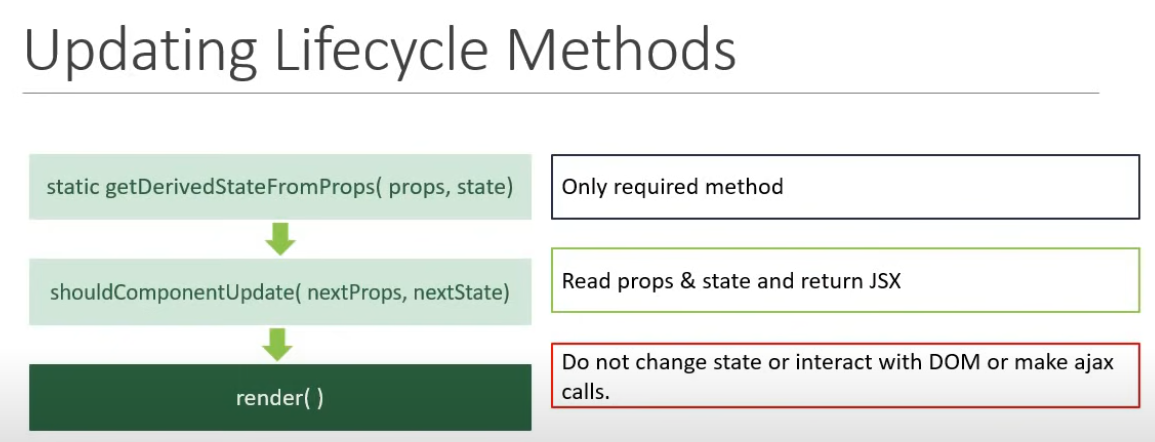 Updating Lifecycle Methods
static getDerivedStateFromProps( props, state)
Only required method
shouldComponentUpdate( nextProps, nextState)
Read props & state and return JSX
render( )
Do not change state or interact with DOM or make ajax
calls.